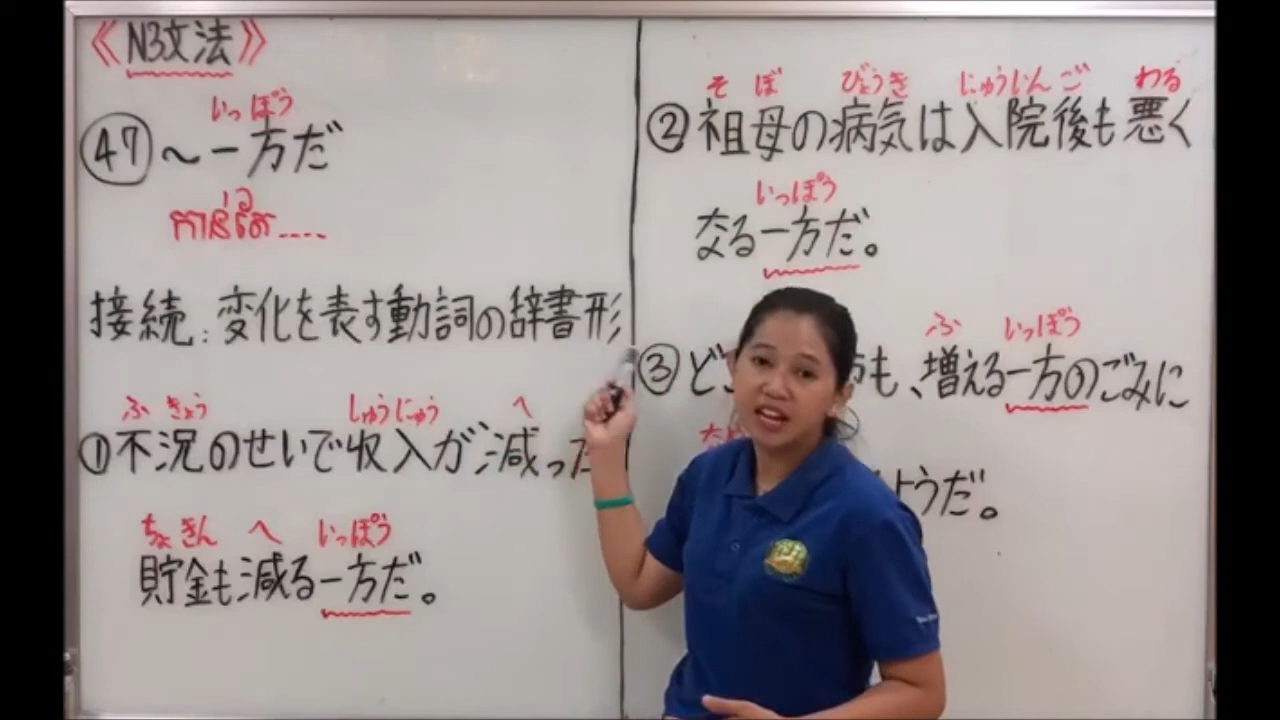 《N3文法》
いっぽう
㊼ ~一方だ
កាន់តែ....
接続：変化を表す動詞の辞書形
ふきょう しゅうにゅう へ
①不況のせいで収入が減った
ちょきん へ いっぽう
貯金も減る一方だ。
そぼ びょうき にゅういんご わる
②祖母の病気は入院後も悪く
いっぽう
なる一方だ。
ふ いっぽう
③ど も、増える一方のごみに
ようだ。